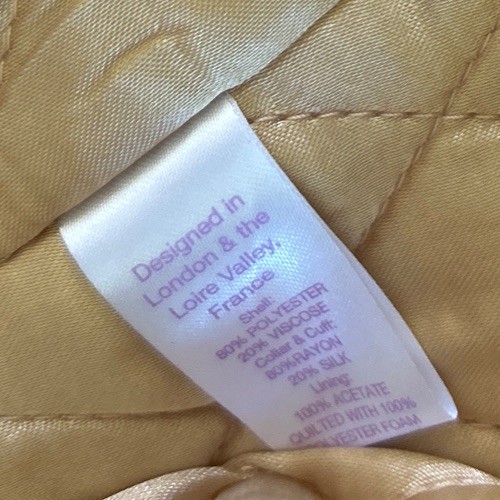 Designed in
London & the
Loire Valley,
France
Shell:
80% POLYESTER
20% VISCOSE
Collar & Cuff:
80%RAYON
20% SILK
Lining:
100% ACETATE
QUILTED WITH 100%
POLYESTER FOAM